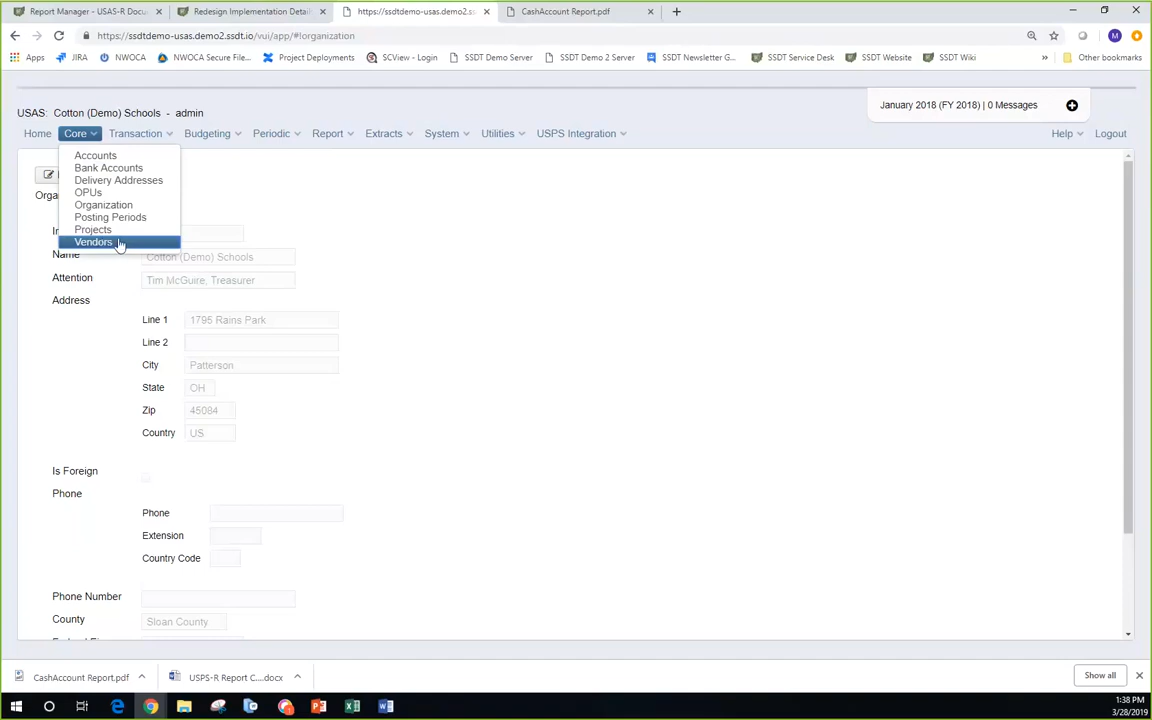 Report Manager - USAS-R Docu
Redesign Implementation Detail
https://ssdtdemo-usas.demo2.ss
CashAccount Report.pdf
https://ssdtdemo-usas.demo2.ssdt.io/vui/app/#!organization
M
Apps
JIRA
NWOCA
NWOCA Secure File...
Project Deployments
SCView - Login
SSDT Demo Server
SSDT Demo 2 Server
SSDT Newsletter G...
SSDT Service Desk
SSDT Website
SSDT Wiki
»
Other bookmarks
January 2018 (FY 2018) | 0 Messages
USAS: Cotton (Demo) Schools - admin
Home
Core
Transaction
Budgeting
Periodic
Report
Extracts
System
Utilities
USPS Integration
Help
Logout
Accounts
Bank Accounts
Delivery Addresses
OPUs
Organization
Posting Periods
Projects
Vendors
Orga
Name
Cotton (Demo) Schools
Attention
Tim McGuire, Treasurer
Address
Line 1
1795 Rains Park
Line 2
City
Patterson
State
OH
Zip
45084
Country
US
Is Foreign
Phone
Phone
Extension
Country Code
Phone Number
County
Sloan County
CashAccount Report.pdf
USPS-R Report C....docx
Show all
1:38 PM
3/28/2019